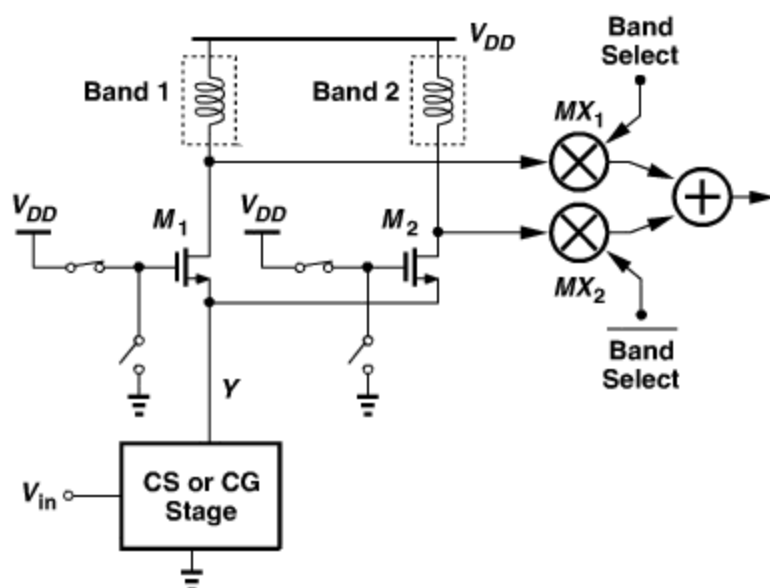 V_DD
Band 1
Band 2
Band
Select
MX_1
V_DD
M_1
V_DD
M_2
MX_2
Band
Select
Y
V_in
CS or CG
Stage